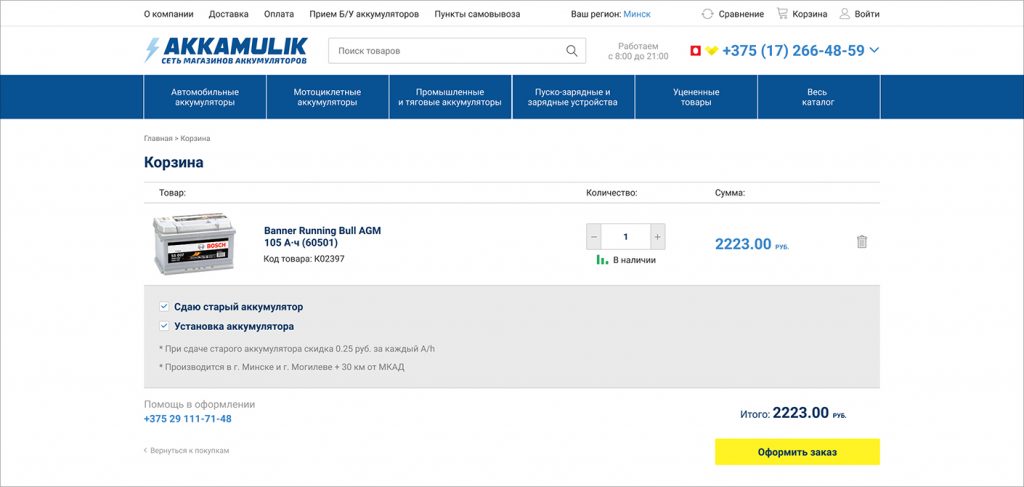 О компании Доставка Оплата Прием Б/У аккумуляторов Пункты самовывоза Ваш регион: Минск Сравнение Корзина Войти
AKKAMULIK
СЕТЬ МАГАЗИНОВ АККУМУЛЯТОРОВ
Поиск товаров
Работаем
с 8:00 до 21:00
+375 (17) 266-48-59
Автомобильные
аккумуляторы
Мотоциклетные
аккумуляторы
Промышленные
и тяговые аккумуляторы
Пуско-зарядные и
зарядные устройства
Уцененные
товары
Весь
каталог
Главная > Корзина
Корзина
Товар: Количество: Сумма:
BOSCH
Banner Running Bull AGM
105 А·ч (60501)
Код товара: К02397
− 1 +
В наличии
2223.00 РУБ.
Сдаю старый аккумулятор
Установка аккумулятора
* При сдаче старого аккумулятора скидка 0.25 руб. за каждый A/h
* Производится в г. Минске и г. Могилеве + 30 км от МКАД
Помощь в оформлении
+375 29 111-71-48
Итого: 2223.00 РУБ.
‹ Вернуться к покупкам
Оформить заказ